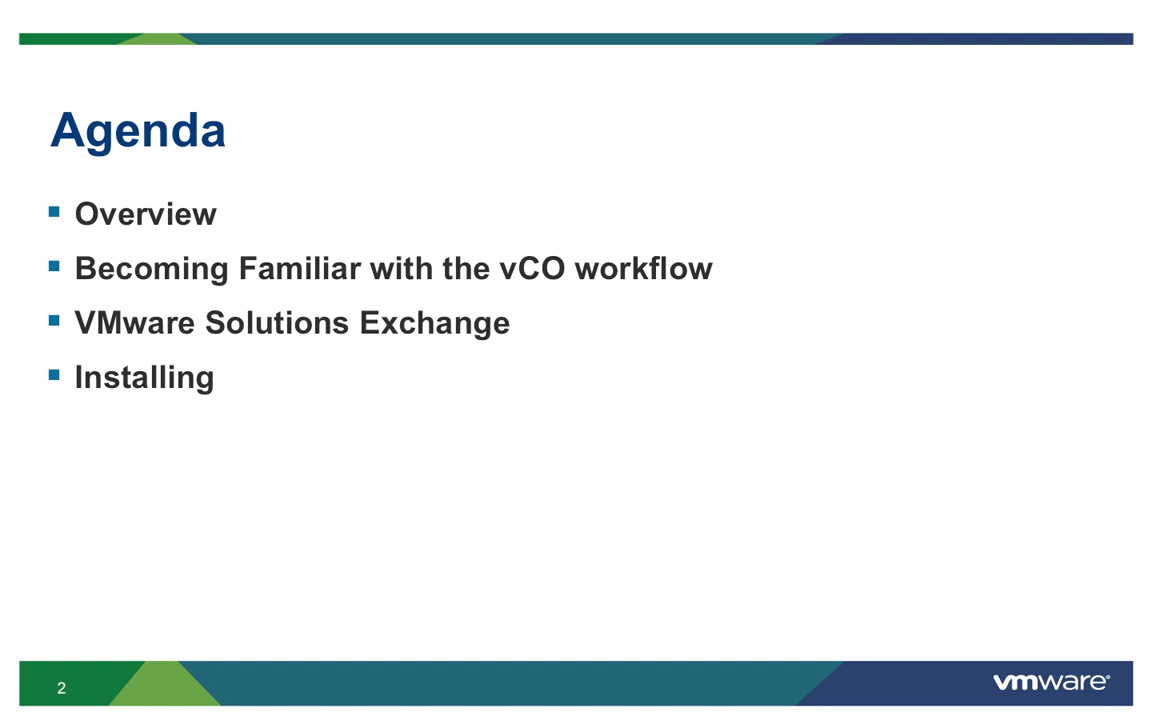 Agenda
Overview
Becoming Familiar with the vCO workflow
VMware Solutions Exchange
Installing
2
vmware®